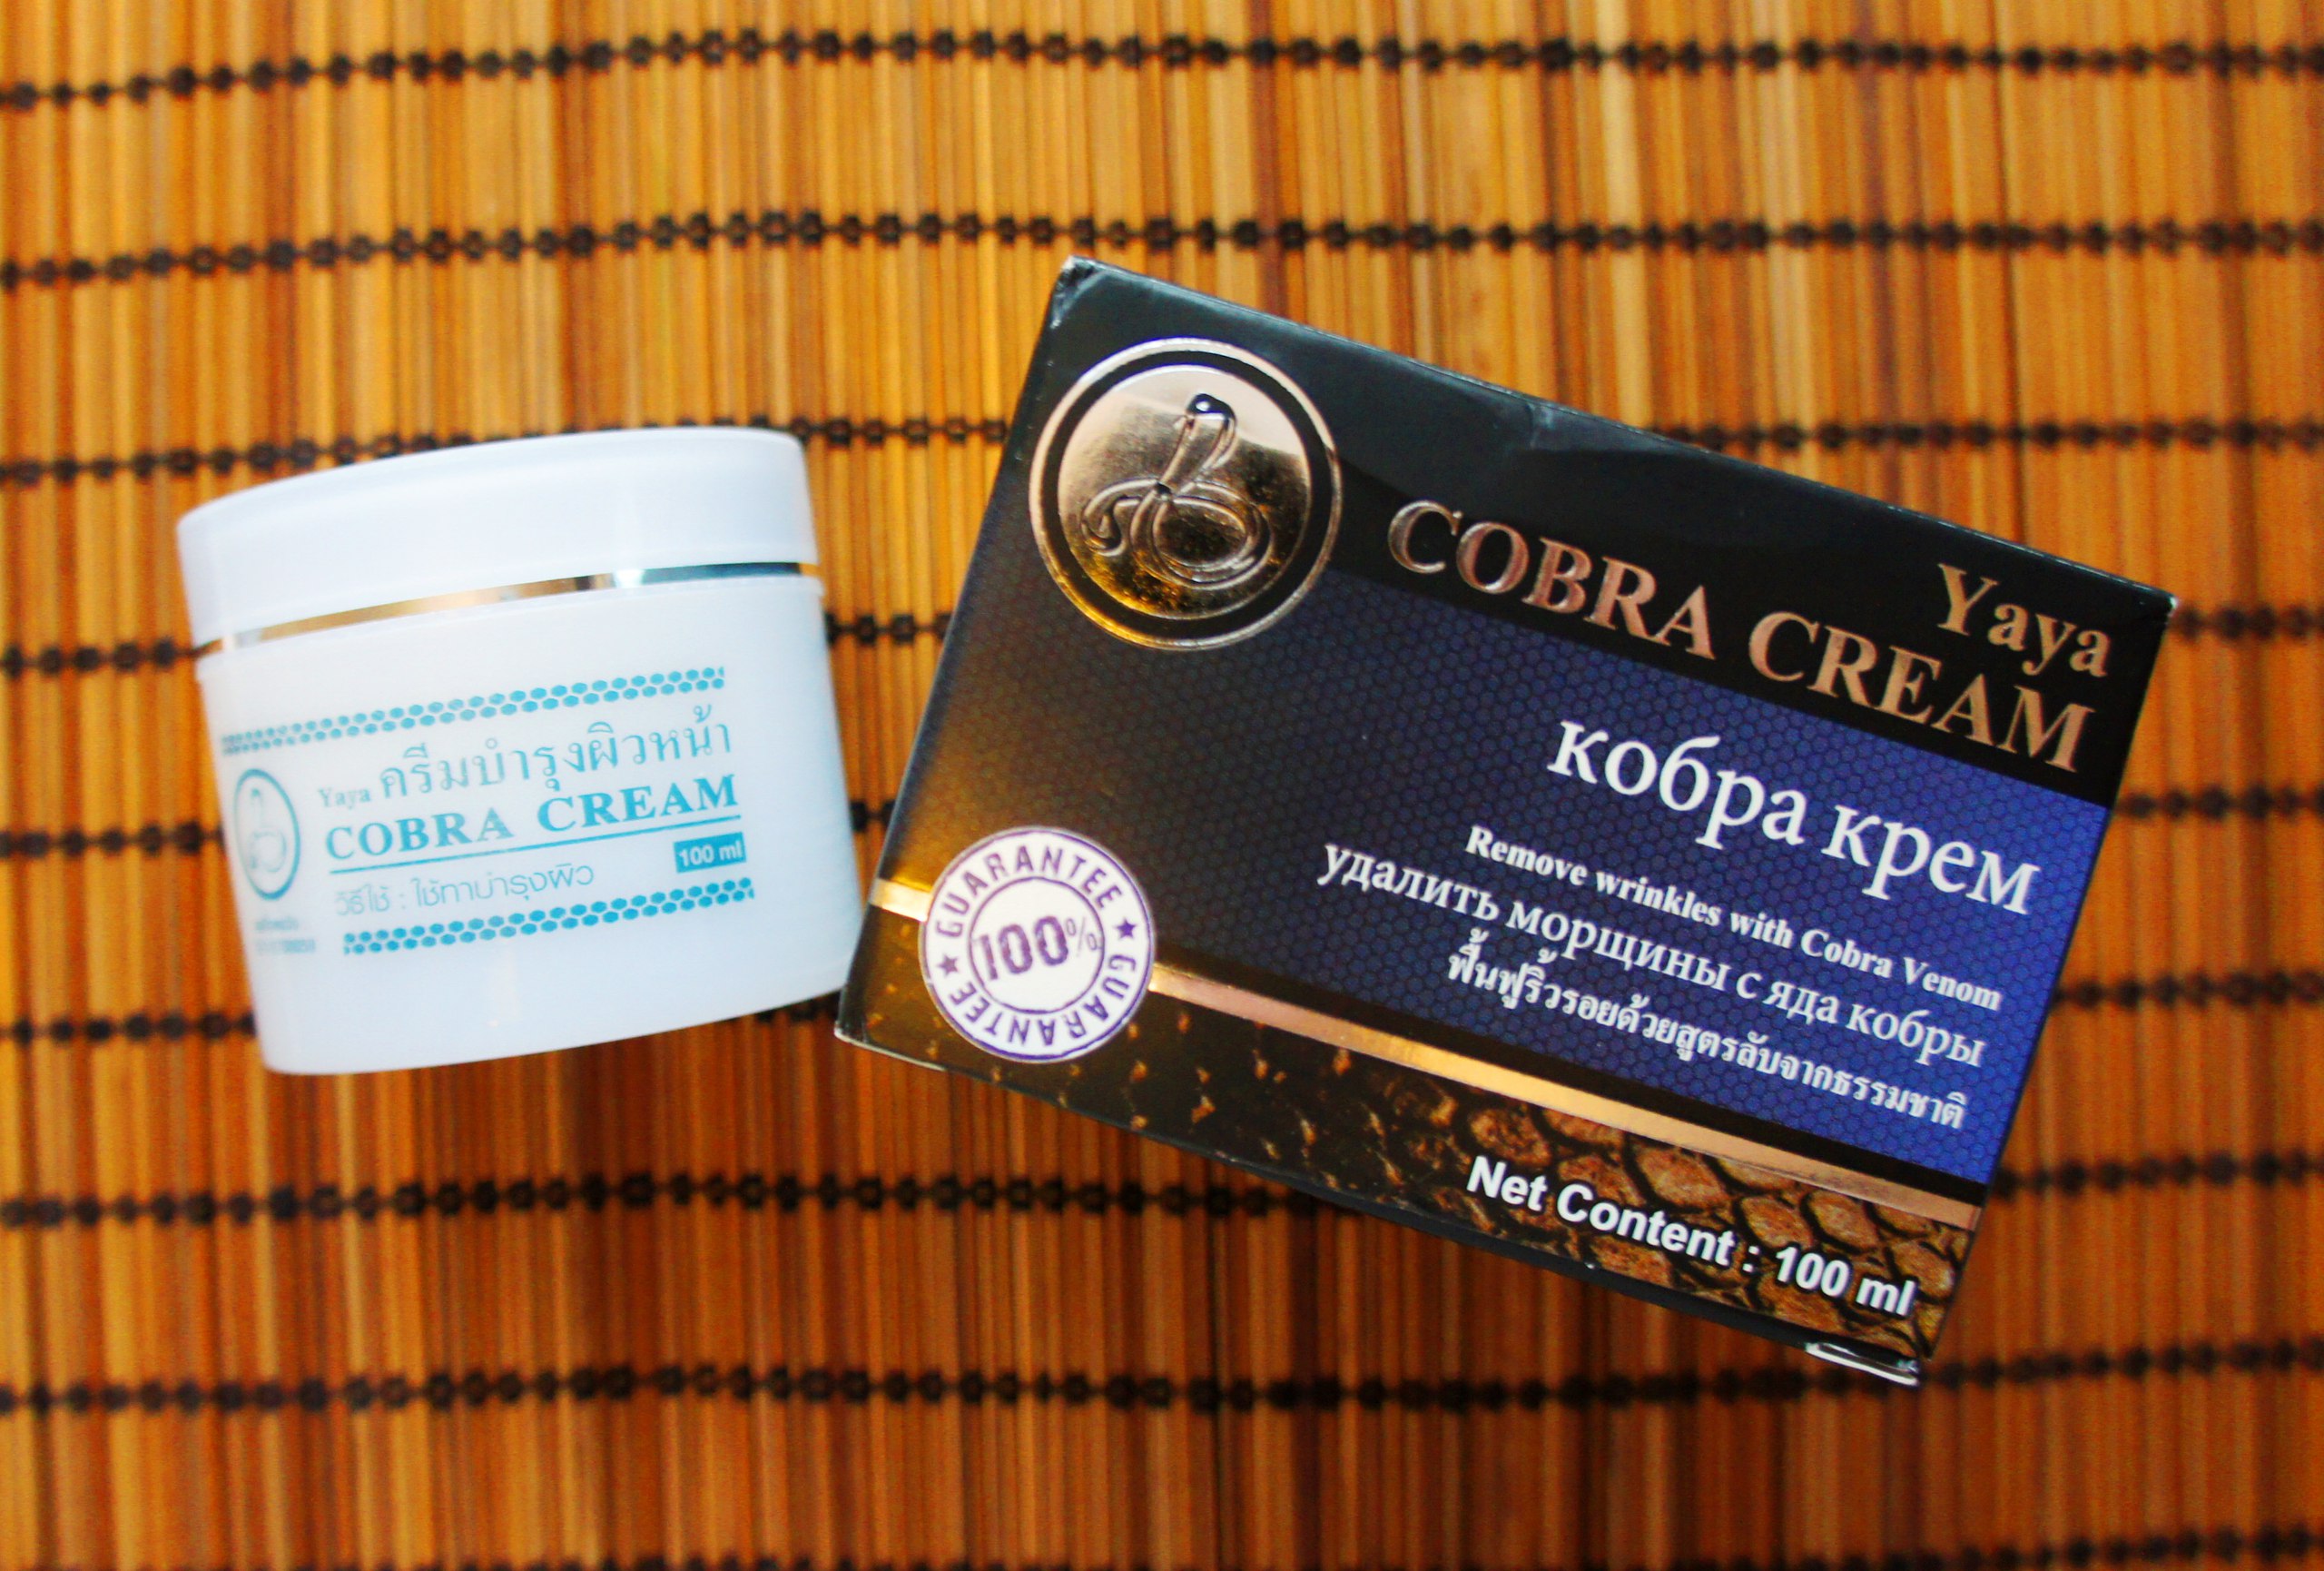 Yaya ครีมบำรุงผิวหน้า
COBRA CREAM
100 ml
วิธีใช้ : ใช้ทาบำรุงผิว
Yaya
COBRA CREAM
кобра крем
Remove wrinkles with Cobra Venom
удалить морщины с яда кобры
ฟื้นฟูริ้วรอยด้วยสูตรลับจากธรรมชาติ
GUARANTEE ★ GUARANTEE ★
100%
Net Content : 100 ml